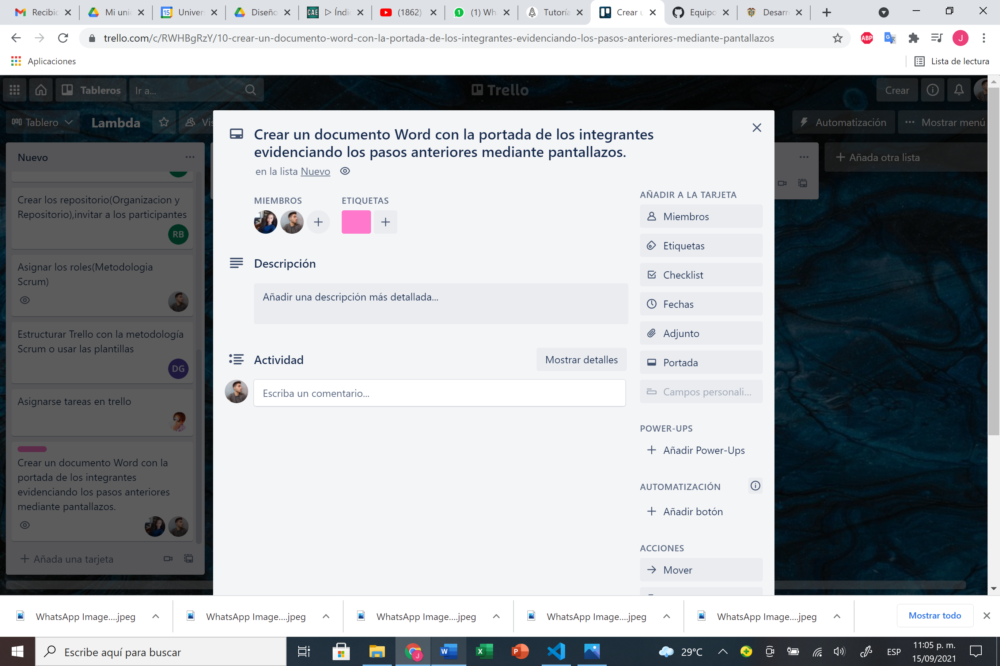 Recibic
Mi uni
15
Univer
Diseño
CAE
Índi
(1862)
1
(1) Wh
Tutoría
Crear u
Equipo
Desarr
trello.com/c/RWHBgRzY/10-crear-un-documento-word-con-la-portada-de-los-integrantes-evidenciando-los-pasos-anteriores-mediante-pantallazos
ABP
J
Aplicaciones
Lista de lectura
Tableros
Ir a...
Trello
Crear
Tablero
Lambda
Vis
Automatización
Mostrar menú
Nuevo
Crear los repositorio(Organizacion y
Repositorio),invitar a los participantes
RB
Asignar los roles(Metodologia
Scrum)
Estructurar Trello con la metodología
Scrum o usar las plantillas
DG
Asignarse tareas en trello
Crear un documento Word con la
portada de los integrantes
evidenciando los pasos anteriores
mediante pantallazos.
+ Añada una tarjeta
+ Añada otra lista
Crear un documento Word con la portada de los integrantes
evidenciando los pasos anteriores mediante pantallazos.
en la lista Nuevo
MIEMBROS
ETIQUETAS
Descripción
Añadir una descripción más detallada...
Actividad
Mostrar detalles
Escriba un comentario...
AÑADIR A LA TARJETA
Miembros
Etiquetas
Checklist
Fechas
Adjunto
Portada
Campos personali...
POWER-UPS
+ Añadir Power-Ups
AUTOMATIZACIÓN
+ Añadir botón
ACCIONES
Mover
WhatsApp Image....jpeg
WhatsApp Image....jpeg
WhatsApp Image....jpeg
WhatsApp Image....jpeg
WhatsApp Image....jpeg
Mostrar todo
Escribe aquí para buscar
29°C
ESP
11:05 p. m.
15/09/2021